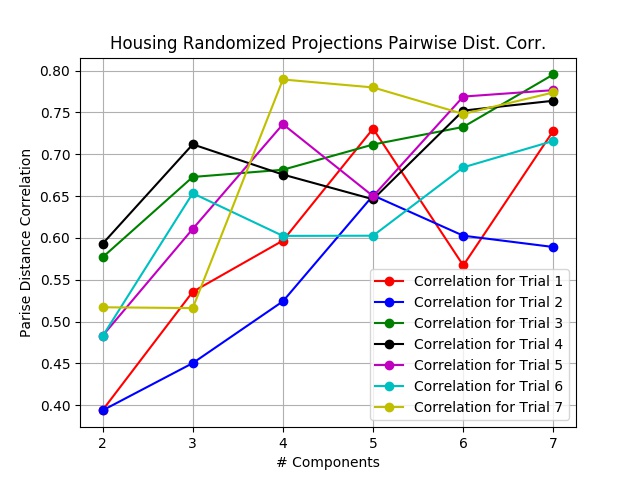 Housing Randomized Projections Pairwise Dist. Corr.
0.80
0.75
0.70
0.65
0.60
0.55
0.50
0.45
0.40
Parise Distance Correlation
Correlation for Trial 1
Correlation for Trial 2
Correlation for Trial 3
Correlation for Trial 4
Correlation for Trial 5
Correlation for Trial 6
Correlation for Trial 7
2 3 4 5 6 7
# Components